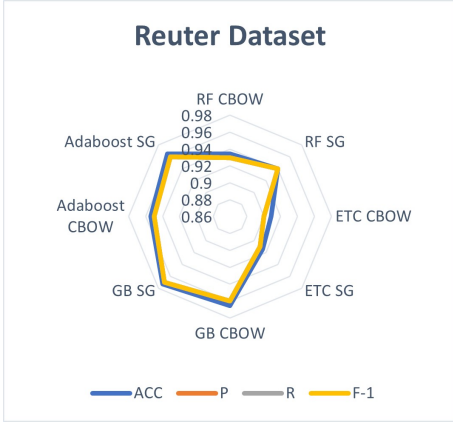 Reuter Dataset
RF CBOW
0.98
0.96
0.94
0.92
0.9
0.88
0.86
RF SG
ETC CBOW
ETC SG
GB CBOW
GB SG
Adaboost
CBOW
Adaboost SG
ACC P R F-1